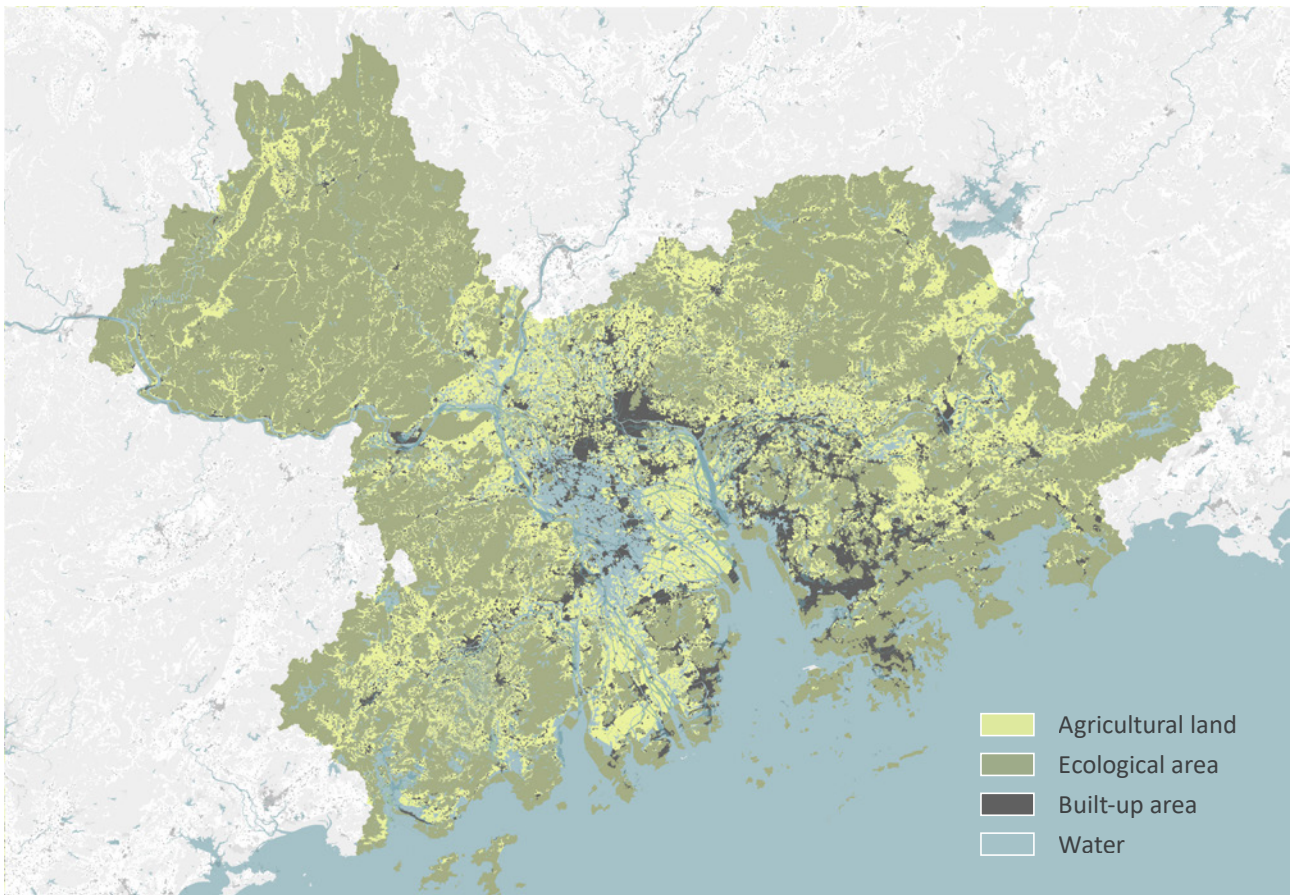 Agricultural land
Ecological area
Built-up area
Water